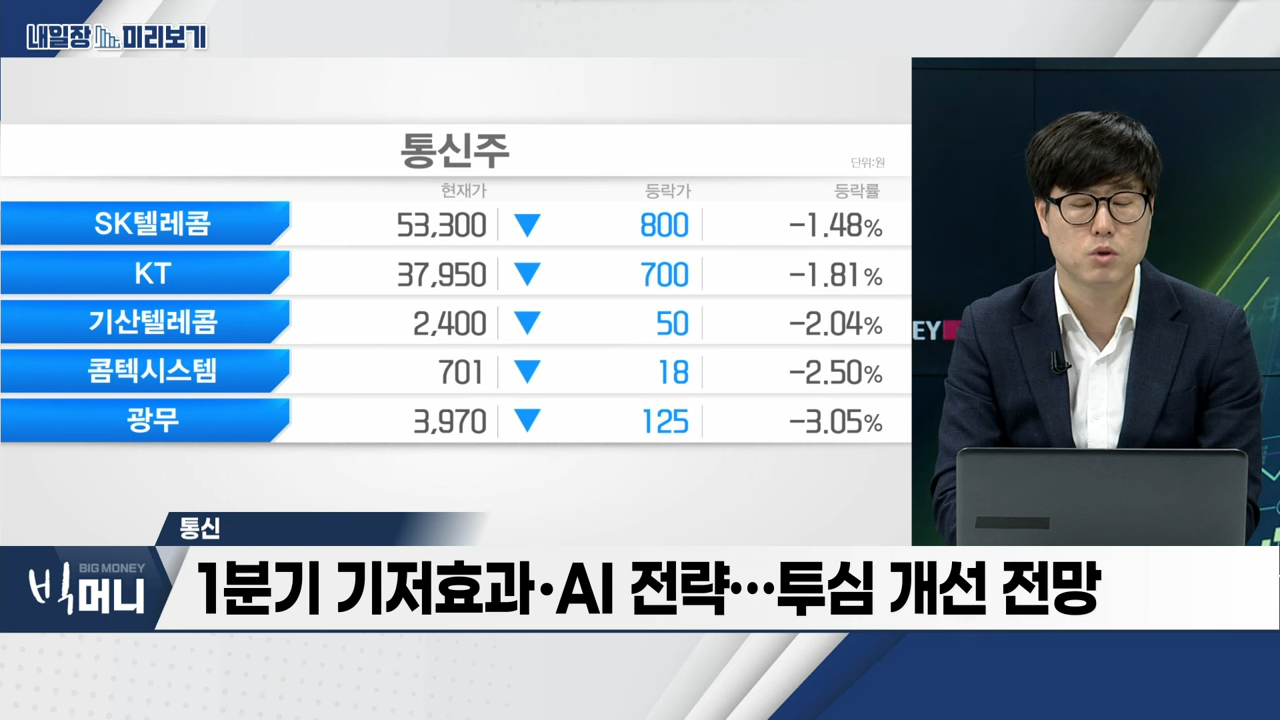 내일장 미리보기
통신주
단위:원
현재가 등락가 등락률
SK텔레콤 53,300 ▼ 800 -1.48%
KT 37,950 ▼ 700 -1.81%
기산텔레콤 2,400 ▼ 50 -2.04%
콤텍시스템 701 ▼ 18 -2.50%
광무 3,970 ▼ 125 -3.05%
EY
통신
BIG MONEY
빅머니
1분기 기저효과·AI 전략…투심 개선 전망